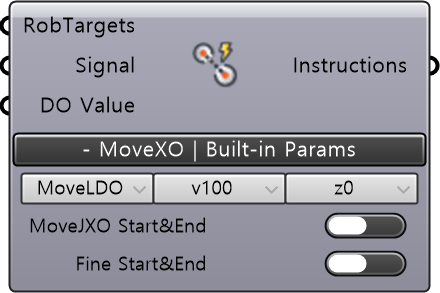 RobTargets
Signal Instructions
DO Value
- MoveXO | Built-in Params
MoveLDO v100 z0
MoveJXO Start&End
Fine Start&End